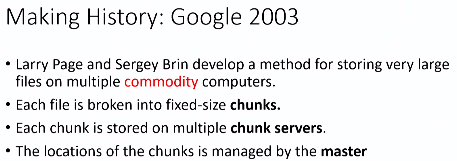 Making History: Google 2003
• Larry Page and Sergey Brin develop a method for storing very large
files on multiple commodity computers.
• Each file is broken into fixed-size chunks.
• Each chunk is stored on multiple chunk servers.
• The locations of the chunks is managed by the master